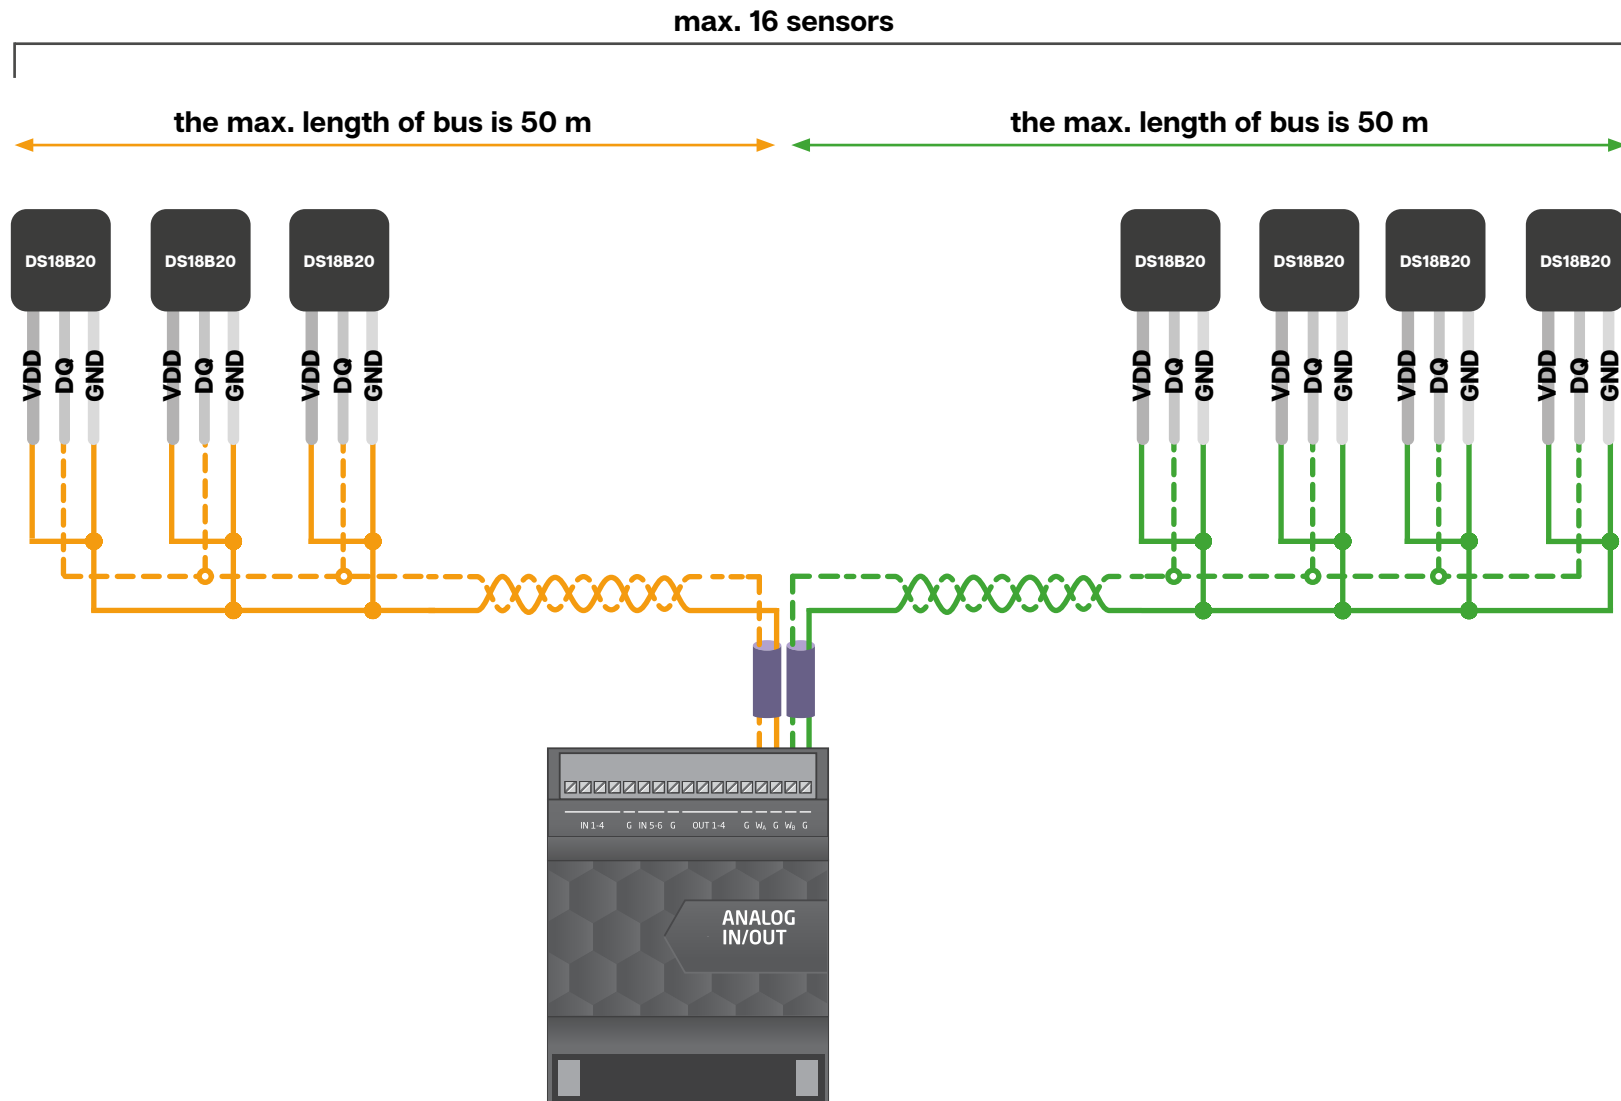 max. 16 sensors
the max. length of bus is 50 m the max. length of bus is 50 m
DS18B20 DS18B20 DS18B20 DS18B20 DS18B20 DS18B20 DS18B20
VDD DQ GND VDD DQ GND VDD DQ GND VDD DQ GND VDD DQ GND VDD DQ GND VDD DQ GND
IN 1-4 G IN 5-6 G OUT 1-4 G WA G WB G
ANALOG
IN/OUT